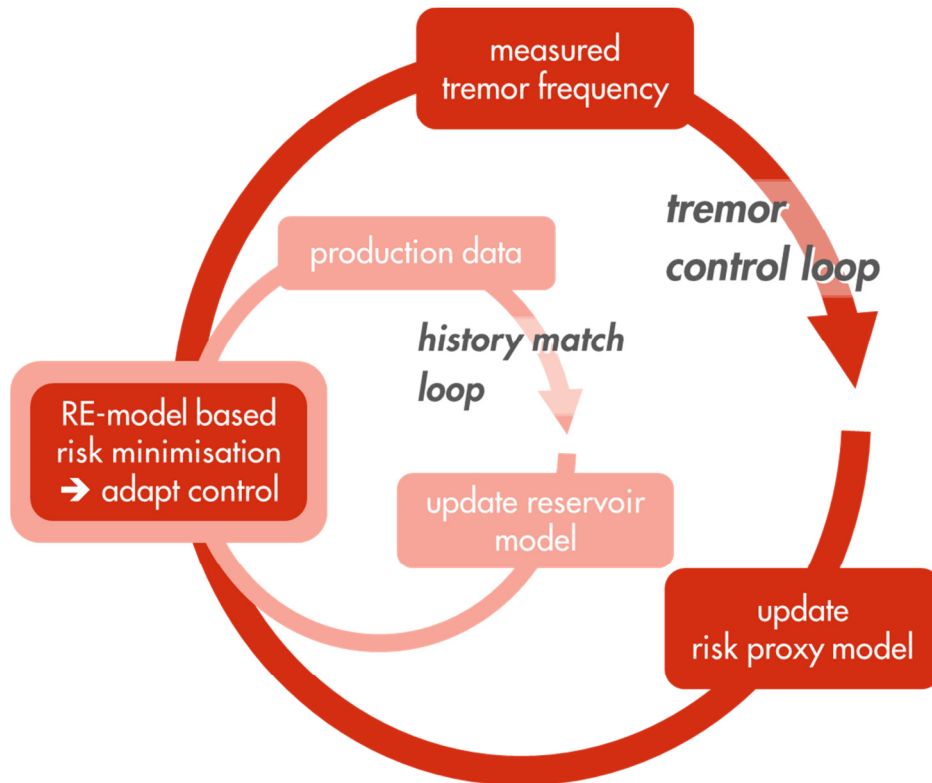 measured
tremor frequency
tremor
control loop
production data
history match
loop
RE-model based
risk minimisation
➔ adapt control
update reservoir
model
update
risk proxy model